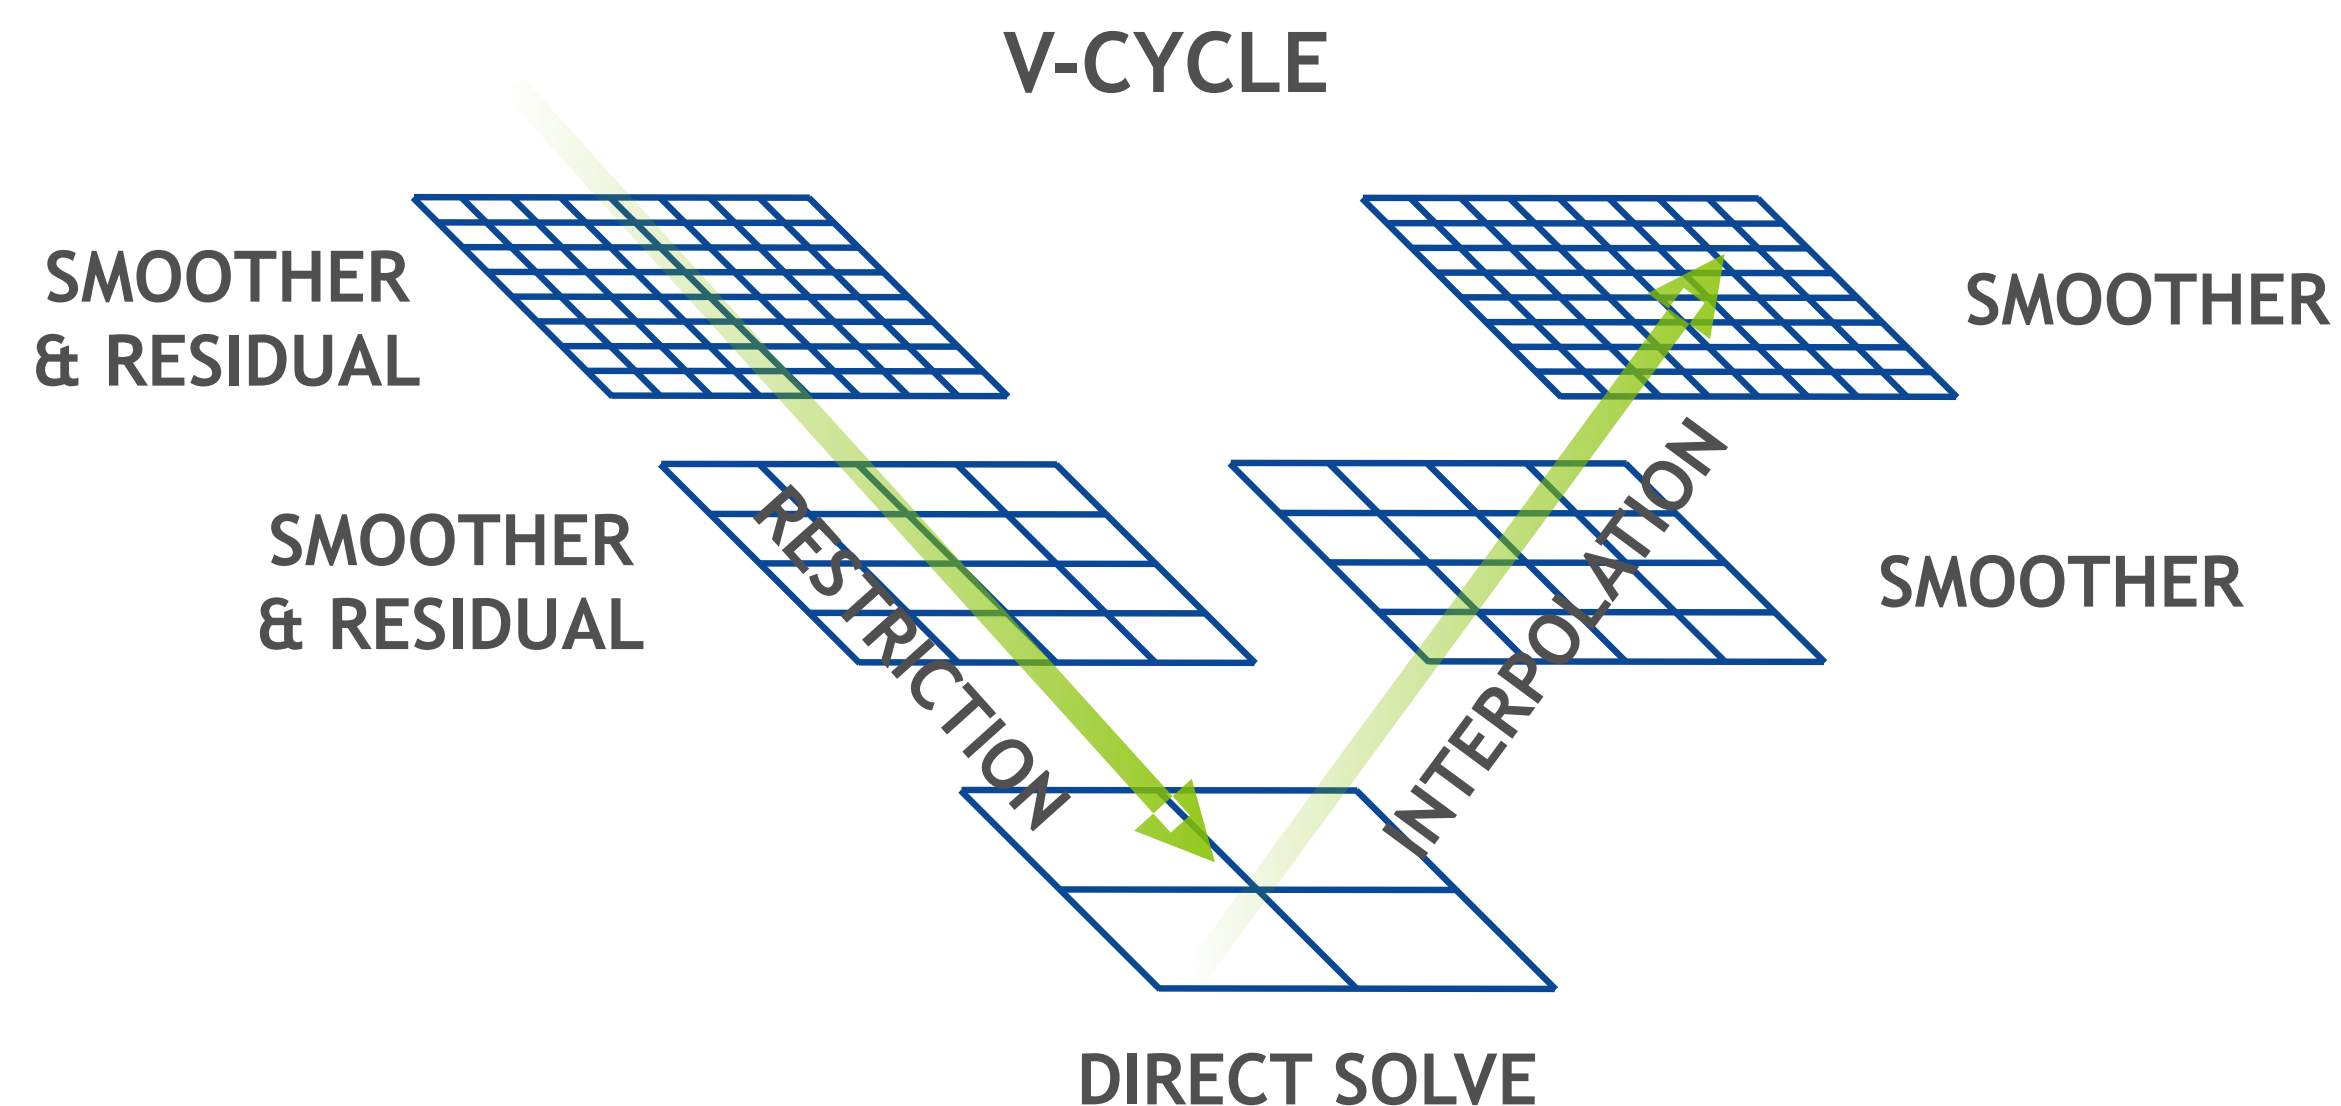 V-CYCLE
SMOOTHER
& RESIDUAL
SMOOTHER
SMOOTHER
& RESIDUAL
SMOOTHER
RESTRICTION
INTERPOLATION
DIRECT SOLVE